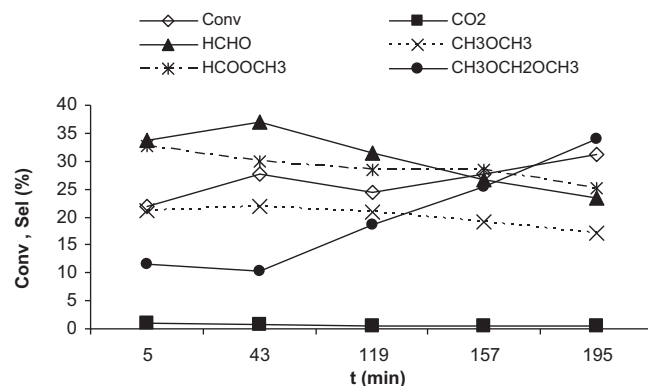 Conv CO2
HCHO CH3OCH3
HCOOCH3 CH3OCH2OCH3
40
35
30
25
20
15
10
5
0
Conv , Sel (%)
5 43 119 157 195
t (min)